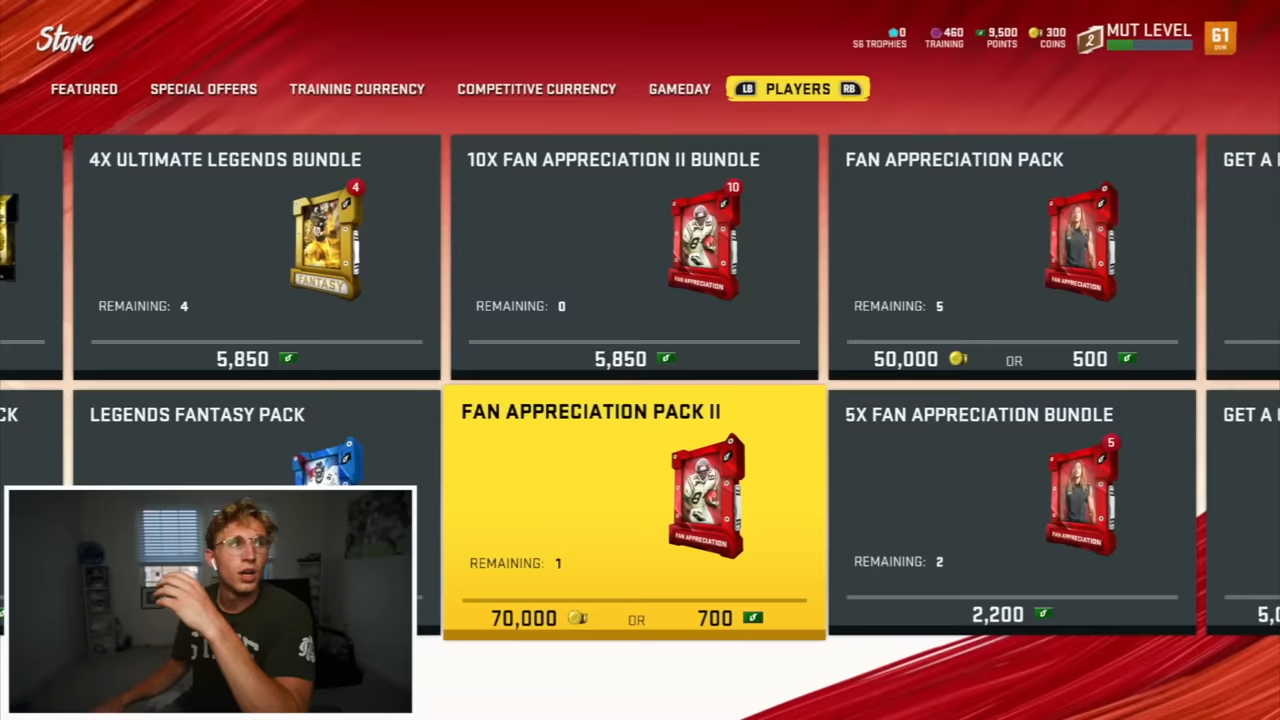 Store
0
S6 TROPHIES
460
TRAINING
9,500
POINTS
300
COINS
2
MUT LEVEL
61
OVR
FEATURED
SPECIAL OFFERS
TRAINING CURRENCY
COMPETITIVE CURRENCY
GAMEDAY
LB PLAYERS RB
4X ULTIMATE LEGENDS BUNDLE
4
FANTASY
REMAINING: 4
5,850
10X FAN APPRECIATION II BUNDLE
10
FAN APPRECIATION
REMAINING: 0
5,850
FAN APPRECIATION PACK
FAN APPRECIATION
REMAINING: 5
50,000 OR 500
GET A
CK
LEGENDS FANTASY PACK
FAN APPRECIATION PACK II
FAN APPRECIATION
REMAINING: 1
70,000 OR 700
5X FAN APPRECIATION BUNDLE
5
FAN APPRECIATION
REMAINING: 2
2,200
GET A
5,0